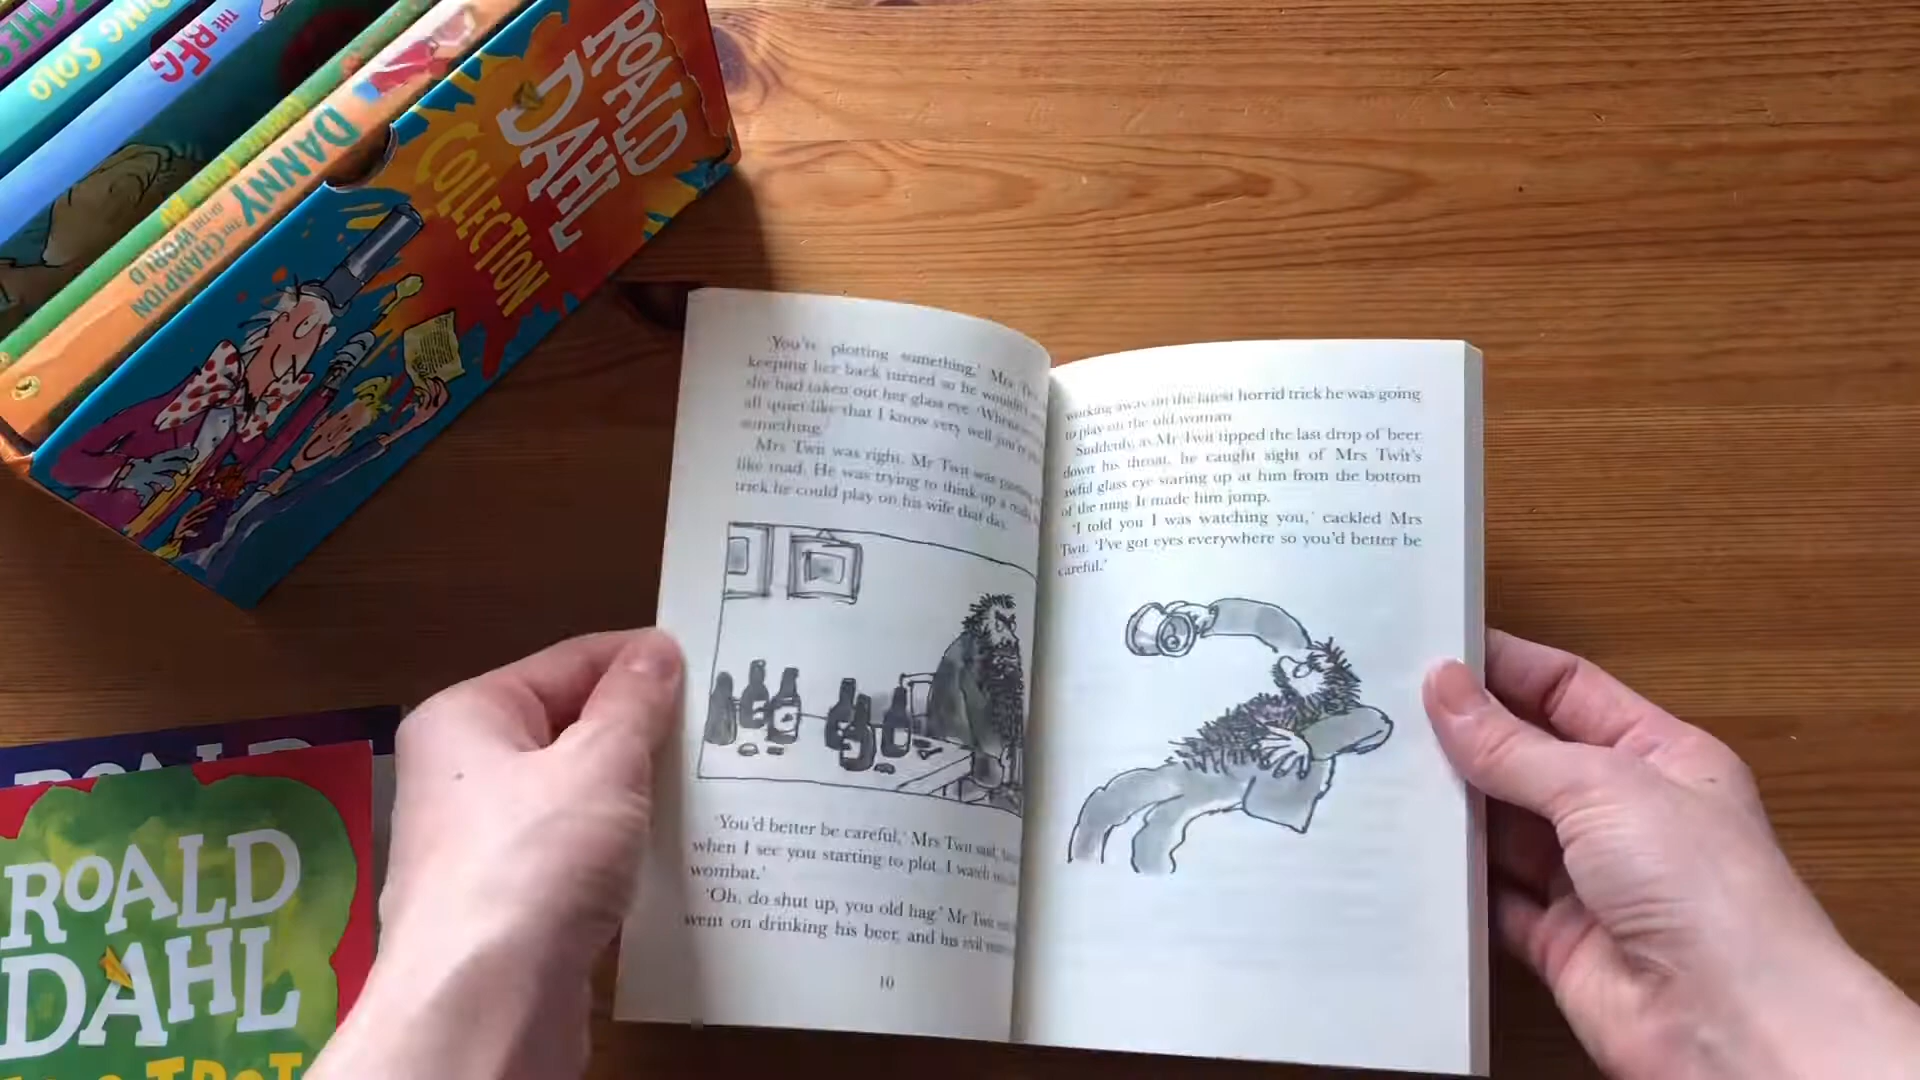 THE BFG
GOING SOLO
DANNY
THE CHAMPION
OF THE WORLD
ROALD
DAHL
COLLECTION
'You're plotting something,' Mrs
keeping her back turned so he wouldn't
she had taken out her glass eye. 'Whenever
all quiet like that I know very well you're
something.'
Mrs Twit was right. Mr Twit was plotting
like mad. He was trying to think up a really
trick he could play on his wife that day.
'You'd better be careful,' Mrs Twit said,
when I see you starting to plot, I watch
wombat.'
'Oh, do shut up, you old hag,' Mr Twit
went on drinking his beer, and his evil
10
working away on the latest horrid trick he was going
to play on the old woman.
Suddenly, as Mr Twit tipped the last drop of beer
down his throat, he caught sight of Mrs Twit's
awful glass eye staring up at him from the bottom
of the mug. It made him jump.
'I told you I was watching you,' cackled Mrs
Twit. 'I've got eyes everywhere so you'd better be
careful.'
ROALD
ROALD
DAHL
TROT